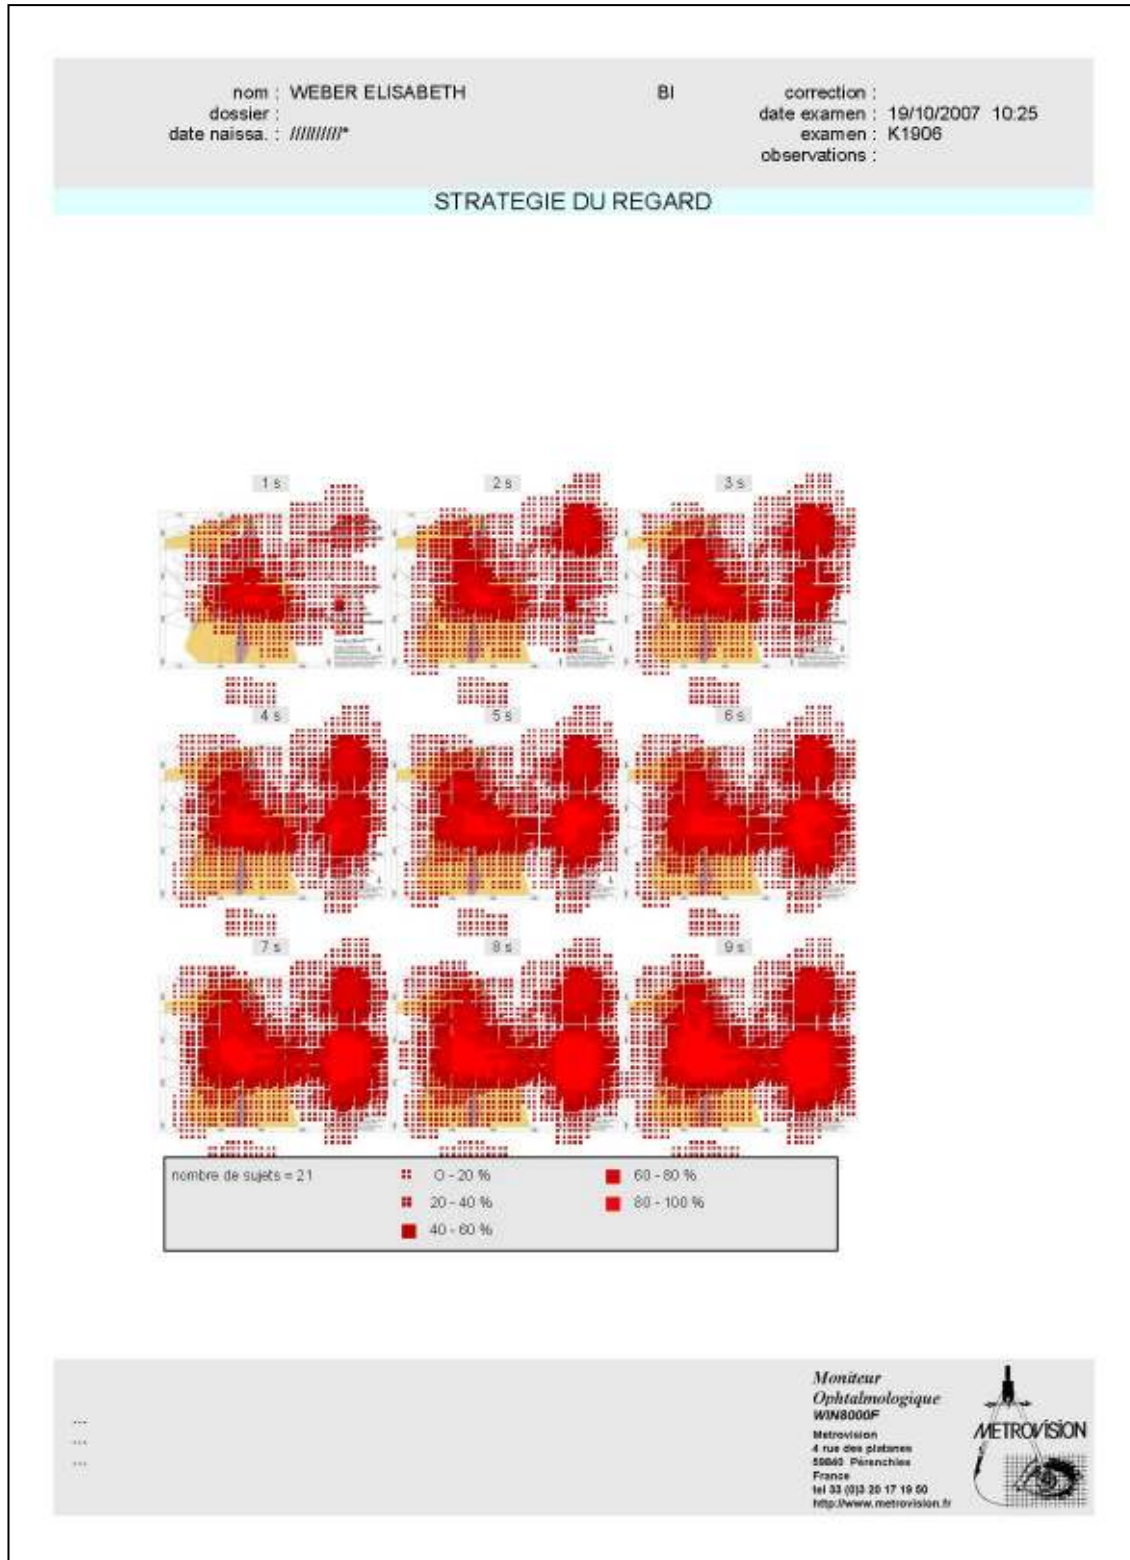 nom : WEBER ELISABETH
BI
correction :
dossier :
date examen : 19/10/2007 10:25
date naissa. : //////////*
examen : K1906
observations :
STRATEGIE DU REGARD
1 s
2 s
3 s
4 s
5 s
6 s
7 s
8 s
9 s
nombre de sujets = 21
O - 20 %
60 - 80 %
20 - 40 %
80 - 100 %
40 - 60 %
...
...
...
Moniteur
Ophtalmologique
WIN8000F
Metrovision
4 rue des platanes
59840 Pérenchies
France
tel 33 (0)3 20 17 19 50
http://www.metrovision.fr
METROVISION